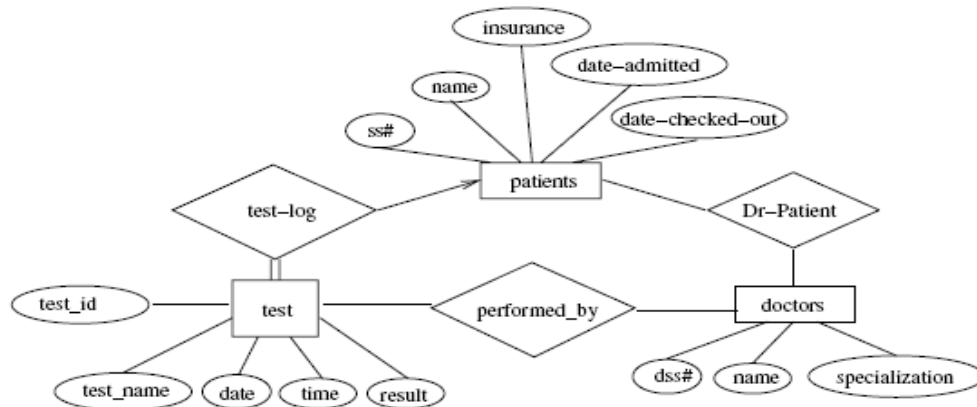 insurance
date-admitted
name
date-checked-out
ss#
patients
test-log
Dr-Patient
test_id
test
performed_by
doctors
test_name
date
time
result
dss#
name
specialization